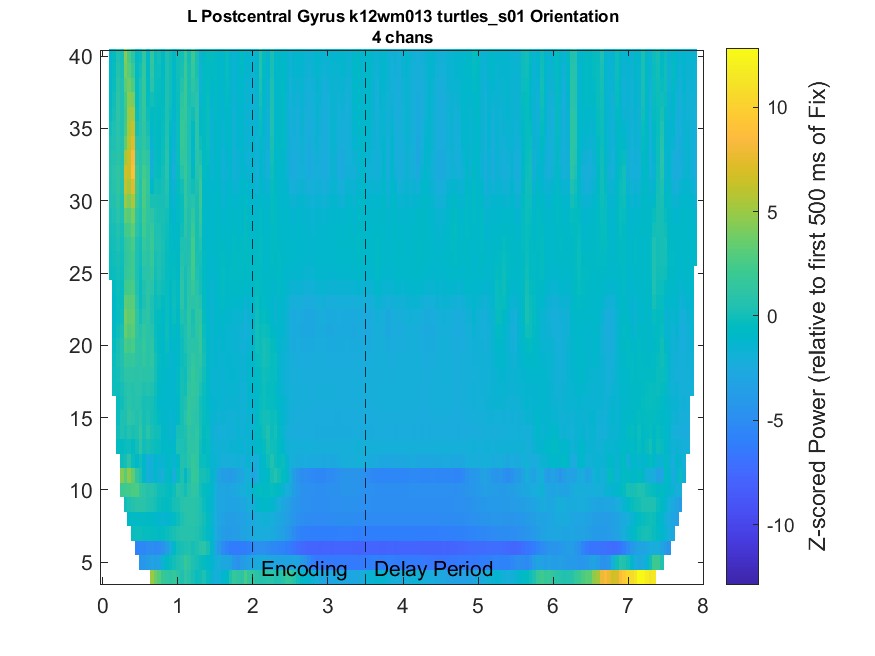 L Postcentral Gyrus k12wm013 turtles_s01 Orientation
4 chans
40
35
30
25
20
15
10
5
Encoding
Delay Period
0 1 2 3 4 5 6 7 8
10
5
0
-5
-10
Z-scored Power (relative to first 500 ms of Fix)